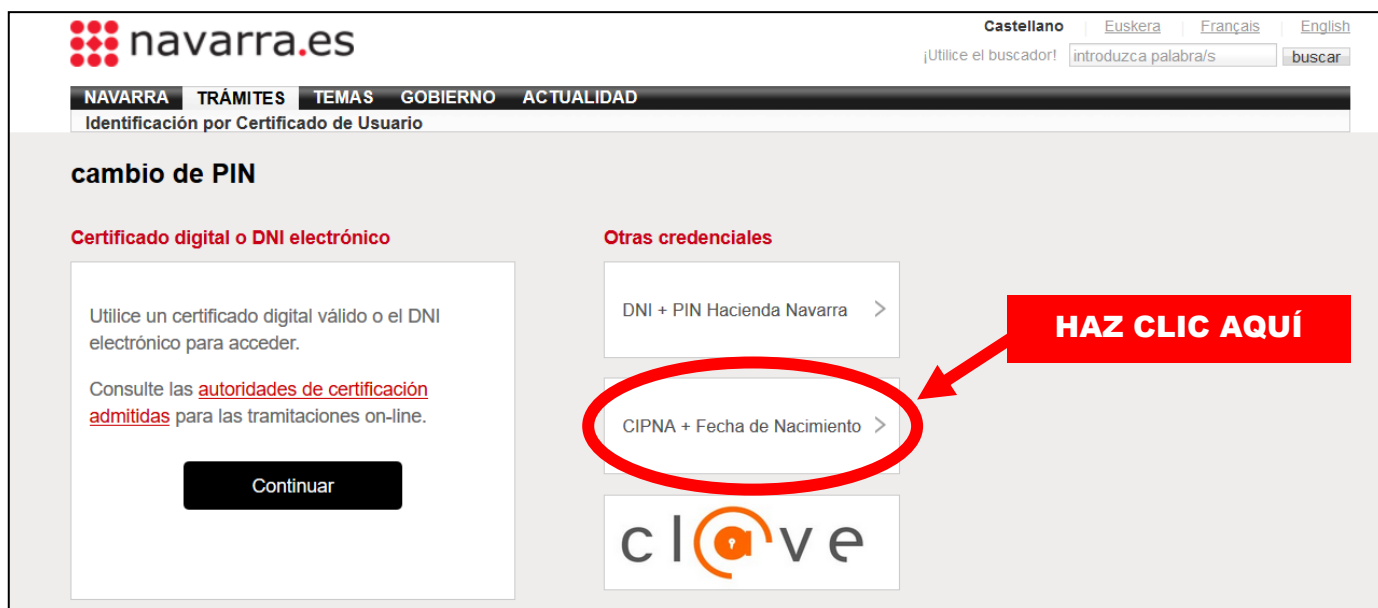 navarra.es
Castellano Euskera Français English
¡Utilice el buscador! introduzca palabra/s buscar
NAVARRA TRÁMITES TEMAS GOBIERNO ACTUALIDAD
Identificación por Certificado de Usuario
cambio de PIN
Certificado digital o DNI electrónico
Utilice un certificado digital válido o el DNI
electrónico para acceder.
Consulte las autoridades de certificación
admitidas para las tramitaciones on-line.
Continuar
Otras credenciales
DNI + PIN Hacienda Navarra
CIPNA + Fecha de Nacimiento
cl@ve
HAZ CLIC AQUÍ